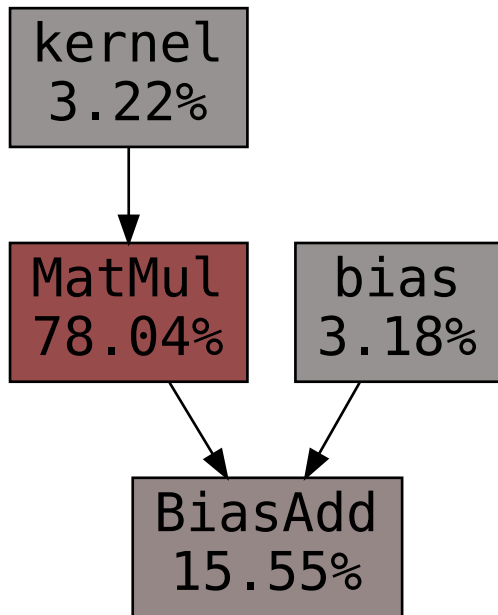 kernel
3.22%
MatMul
78.04%
bias
3.18%
BiasAdd
15.55%